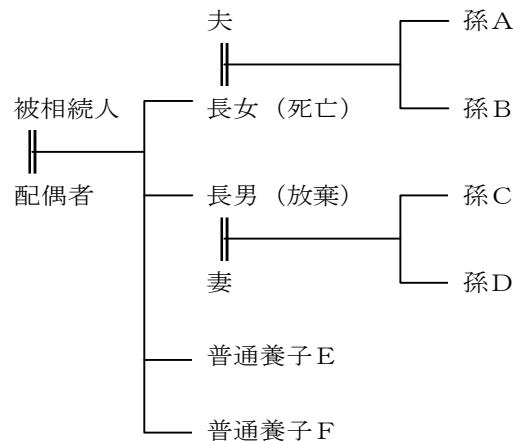 夫
孫A
被相続人
長女（死亡）
孫B
配偶者
長男（放棄）
孫C
妻
孫D
普通養子E
普通養子F